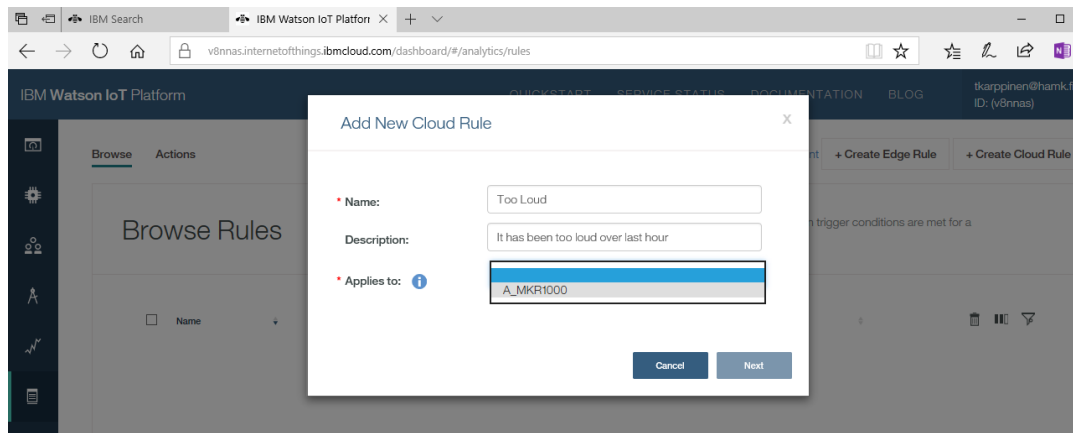 IBM Search
IBM Watson IoT Platforr
v8nnas.internetofthings.ibmcloud.com/dashboard/#/analytics/rules
IBM Watson IoT Platform
QUICKSTART SERVICE STATUS DOCUMENTATION BLOG
tkarppinen@hamk.f
ID: (v8nnas)
Add New Cloud Rule
X
Browse Actions
+ Create Edge Rule
+ Create Cloud Rule
* Name:
Too Loud
Browse Rules
trigger conditions are met for a
Description:
It has been too loud over last hour
* Applies to:
A_MKR1000
Name
Cancel
Next